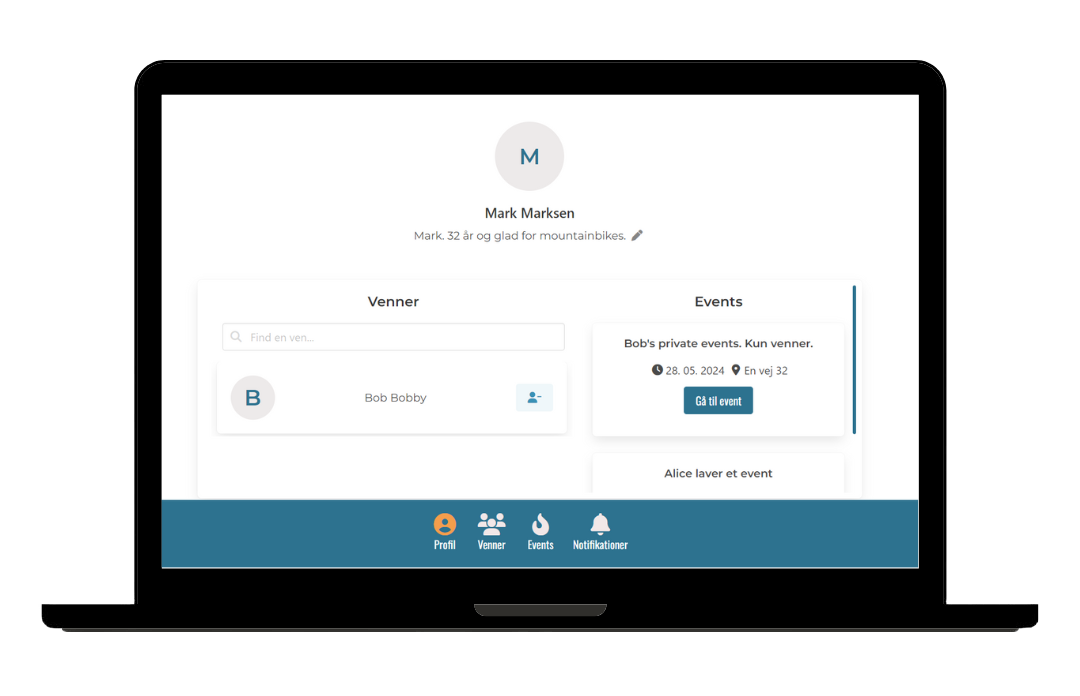 M
Mark Marksen
Mark. 32 år og glad for mountainbikes.
Venner
Find en ven...
B
Bob Bobby
Events
Bob's private events. Kun venner.
28. 05. 2024 En vej 32
Gå til event
Alice laver et event
Profil Venner Events Notifikationer